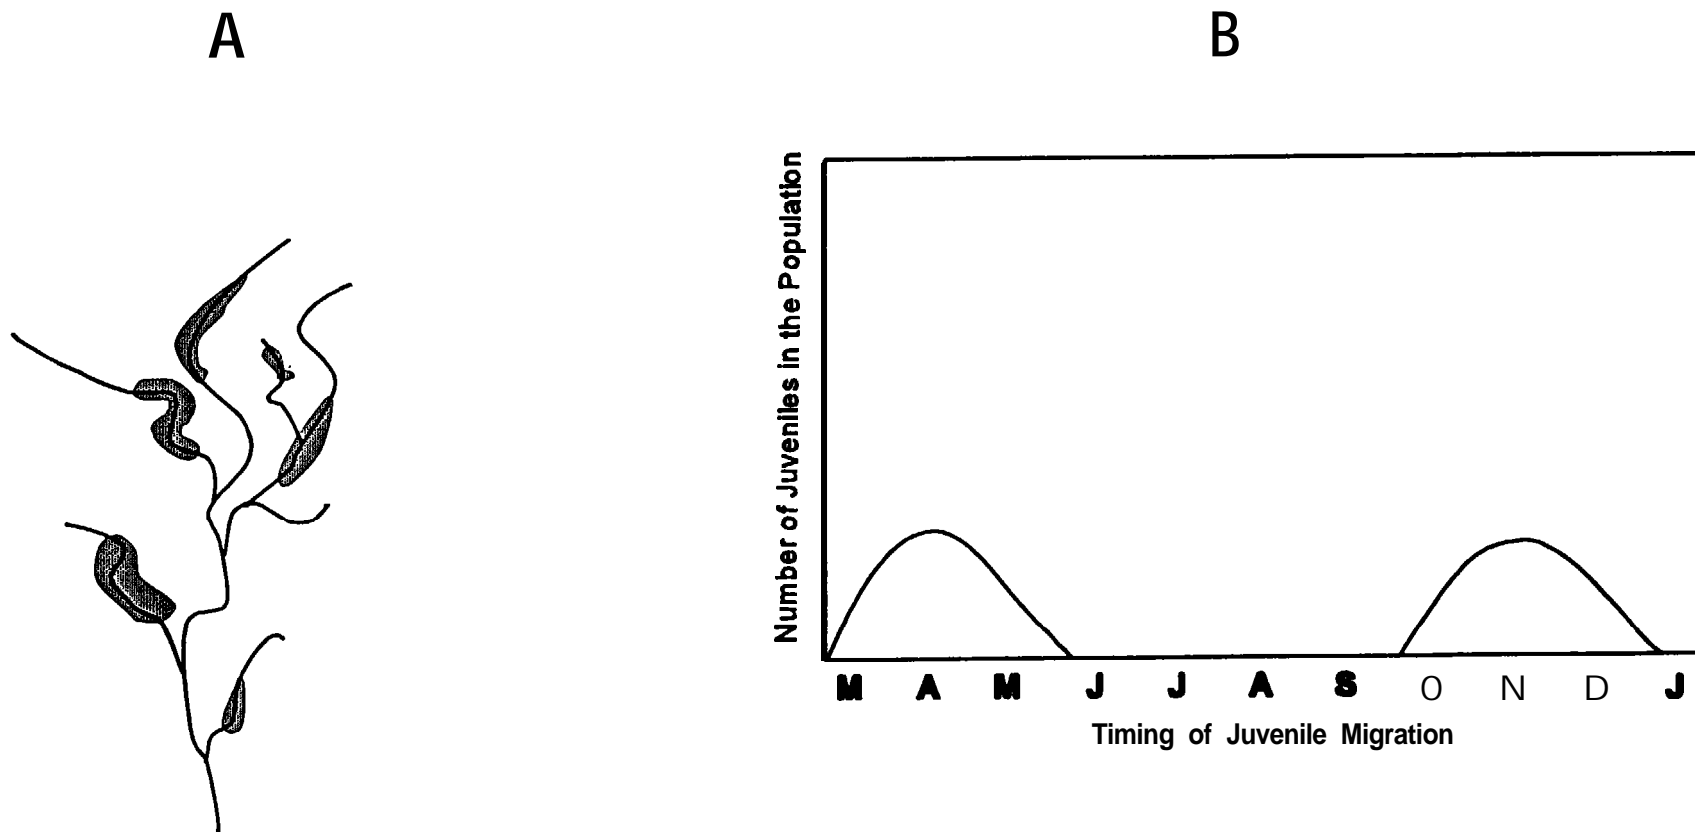 A
B
Number of Juveniles in the Population
M A M J J A S O N D J
Timing of Juvenile Migration